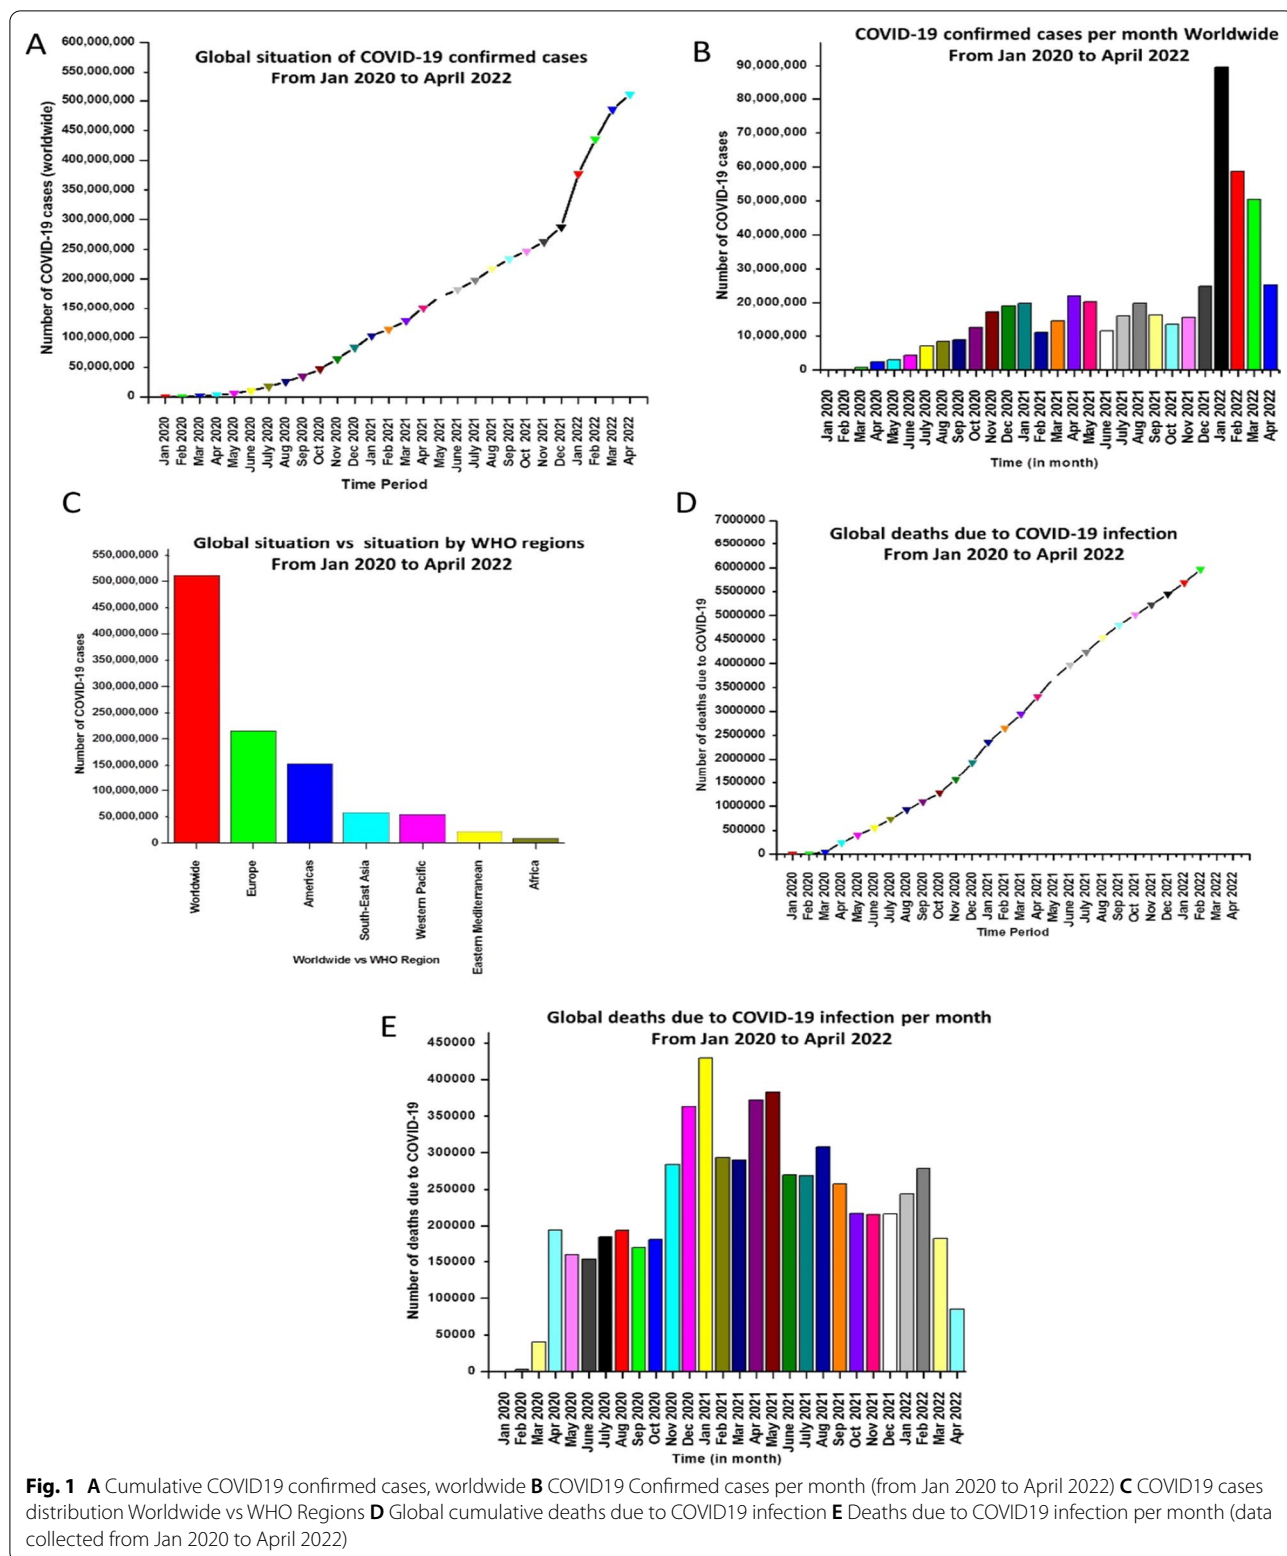 A
Global situation of COVID-19 confirmed cases
From Jan 2020 to April 2022
Number of COVID-19 cases (worldwide)
600,000,000
550,000,000
500,000,000
450,000,000
400,000,000
350,000,000
300,000,000
250,000,000
200,000,000
150,000,000
100,000,000
50,000,000
0
Jan 2020
Feb 2020
Mar 2020
Apr 2020
May 2020
June 2020
July 2020
Aug 2020
Sep 2020
Oct 2020
Nov 2020
Dec 2020
Jan 2021
Feb 2021
Mar 2021
Apr 2021
May 2021
June 2021
July 2021
Aug 2021
Sep 2021
Oct 2021
Nov 2021
Dec 2021
Jan 2022
Feb 2022
Mar 2022
Apr 2022
Time Period
B
COVID-19 confirmed cases per month Worldwide
From Jan 2020 to April 2022
Number of COVID-19 cases
90,000,000
80,000,000
70,000,000
60,000,000
50,000,000
40,000,000
30,000,000
20,000,000
10,000,000
0
Jan 2020
Feb 2020
Mar 2020
Apr 2020
May 2020
June 2020
July 2020
Aug 2020
Sep 2020
Oct 2020
Nov 2020
Dec 2020
Jan 2021
Feb 2021
Mar 2021
Apr 2021
May 2021
June 2021
July 2021
Aug 2021
Sep 2021
Oct 2021
Nov 2021
Dec 2021
Jan 2022
Feb 2022
Mar 2022
Apr 2022
Time (in month)
C
Global situation vs situation by WHO regions
From Jan 2020 to April 2022
Number of COVID-19 cases
550,000,000
500,000,000
450,000,000
400,000,000
350,000,000
300,000,000
250,000,000
200,000,000
150,000,000
100,000,000
50,000,000
0
Worldwide
Europe
Americas
South-East Asia
Western Pacific
Eastern Mediterranean
Africa
Worldwide vs WHO Region
D
Global deaths due to COVID-19 infection
From Jan 2020 to April 2022
Number of deaths due to COVID-19
7000000
6500000
6000000
5500000
5000000
4500000
4000000
3500000
3000000
2500000
2000000
1500000
1000000
500000
0
Jan 2020
Feb 2020
Mar 2020
Apr 2020
May 2020
June 2020
July 2020
Aug 2020
Sep 2020
Oct 2020
Nov 2020
Dec 2020
Jan 2021
Feb 2021
Mar 2021
Apr 2021
May 2021
June 2021
July 2021
Aug 2021
Sep 2021
Oct 2021
Nov 2021
Dec 2021
Jan 2022
Feb 2022
Mar 2022
Apr 2022
Time Period
E
Global deaths due to COVID-19 infection per month
From Jan 2020 to April 2022
Number of deaths due to COVID-19
450000
400000
350000
300000
250000
200000
150000
100000
50000
0
Jan 2020
Feb 2020
Mar 2020
Apr 2020
May 2020
June 2020
July 2020
Aug 2020
Sep 2020
Oct 2020
Nov 2020
Dec 2020
Jan 2021
Feb 2021
Mar 2021
Apr 2021
May 2021
June 2021
July 2021
Aug 2021
Sep 2021
Oct 2021
Nov 2021
Dec 2021
Jan 2022
Feb 2022
Mar 2022
Apr 2022
Time (in month)
Fig. 1 A Cumulative COVID19 confirmed cases, worldwide B COVID19 Confirmed cases per month (from Jan 2020 to April 2022) C COVID19 cases
distribution Worldwide vs WHO Regions D Global cumulative deaths due to COVID19 infection E Deaths due to COVID19 infection per month (data
collected from Jan 2020 to April 2022)